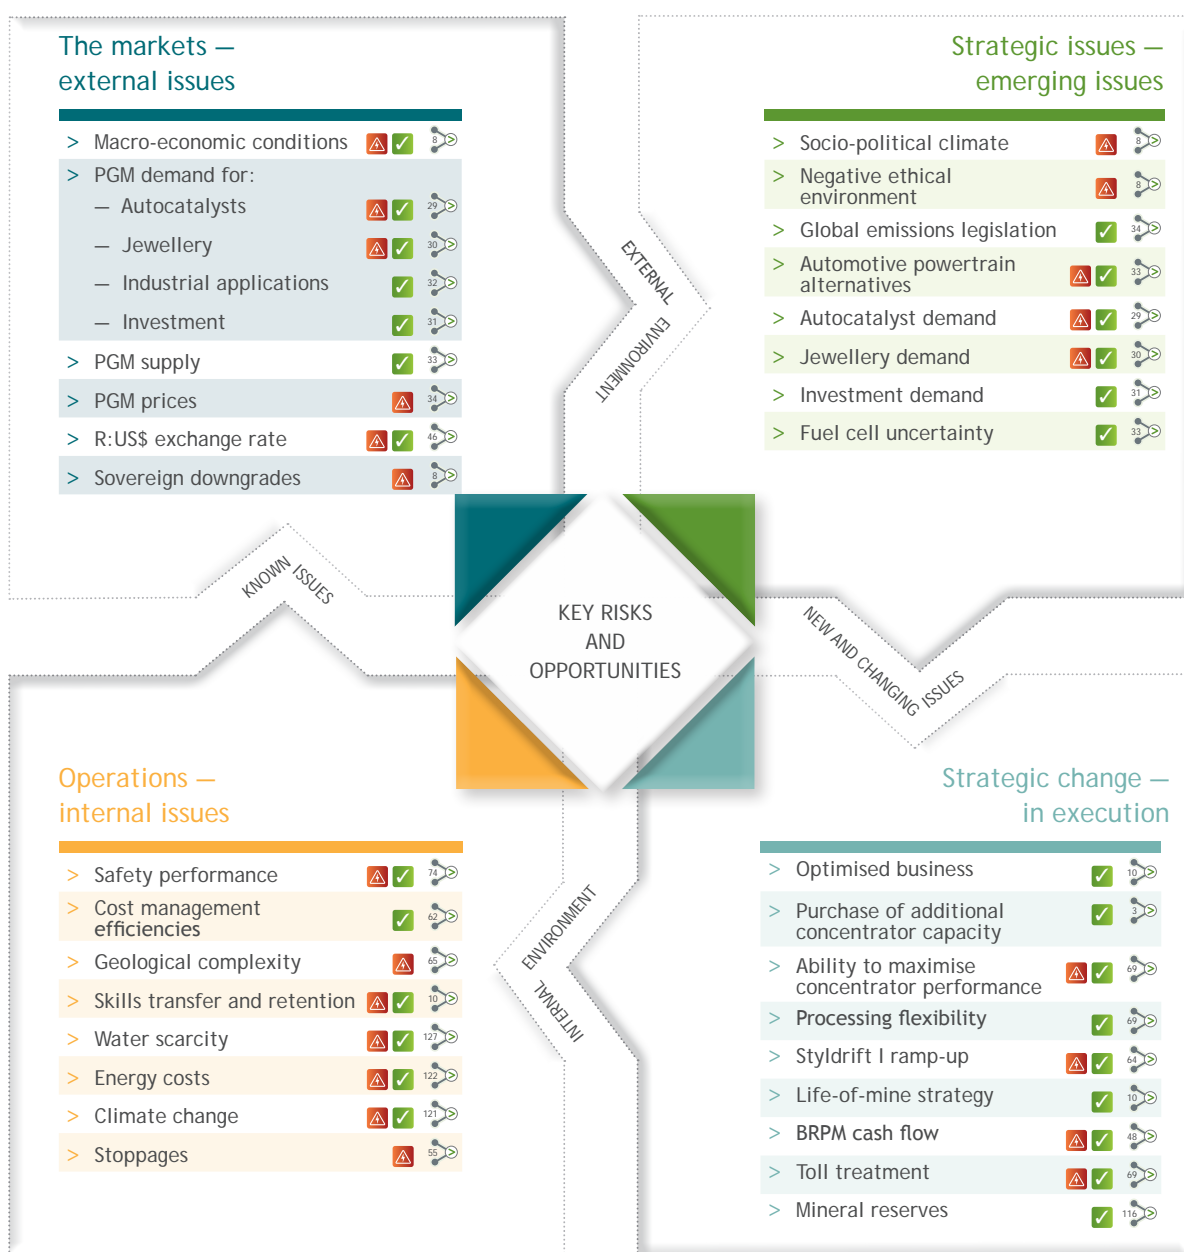 The markets —
external issues
> Macro-economic conditions 8
> PGM demand for:
— Autocatalysts 29
— Jewellery 30
— Industrial applications 32
— Investment 31
> PGM supply 33
> PGM prices 34
> R:US$ exchange rate 46
> Sovereign downgrades 8
Strategic issues —
emerging issues
> Socio-political climate 8
> Negative ethical
environment 8
> Global emissions legislation 34
> Automotive powertrain
alternatives 33
> Autocatalyst demand 29
> Jewellery demand 30
> Investment demand 31
> Fuel cell uncertainty 33
EXTERNAL ENVIRONMENT
KNOWN ISSUES
KEY RISKS
AND
OPPORTUNITIES
NEW AND CHANGING ISSUES
INTERNAL ENVIRONMENT
Operations —
internal issues
> Safety performance 74
> Cost management
efficiencies 62
> Geological complexity 65
> Skills transfer and retention 10
> Water scarcity 127
> Energy costs 122
> Climate change 121
> Stoppages 55
Strategic change —
in execution
> Optimised business 10
> Purchase of additional
concentrator capacity 3
> Ability to maximise
concentrator performance 69
> Processing flexibility 69
> Styldrift I ramp-up 64
> Life-of-mine strategy 10
> BRPM cash flow 48
> Toll treatment 69
> Mineral reserves 116